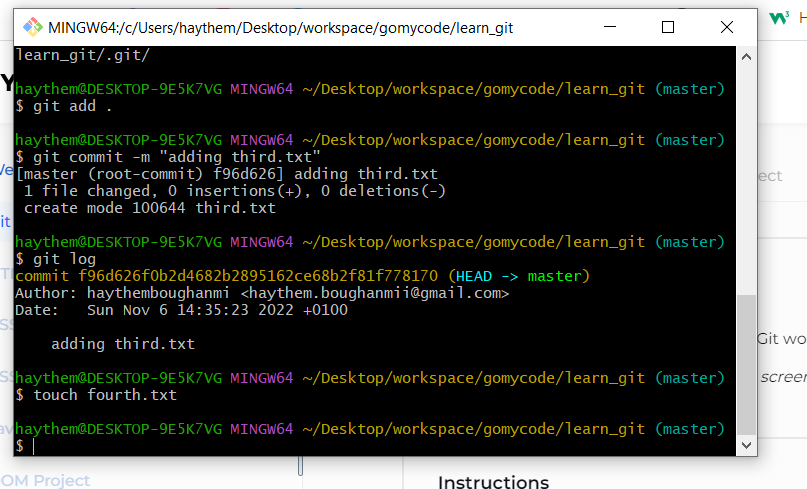 MINGW64:/c/Users/haythem/Desktop/workspace/gomycode/learn_git
learn_git/.git/
haythem@DESKTOP-9E5K7VG MINGW64 ~/Desktop/workspace/gomycode/learn_git (master)
$ git add .
haythem@DESKTOP-9E5K7VG MINGW64 ~/Desktop/workspace/gomycode/learn_git (master)
$ git commit -m "adding third.txt"
[master (root-commit) f96d626] adding third.txt
1 file changed, 0 insertions(+), 0 deletions(-)
create mode 100644 third.txt
haythem@DESKTOP-9E5K7VG MINGW64 ~/Desktop/workspace/gomycode/learn_git (master)
$ git log
commit f96d626f0b2d4682b2895162ce68b2f81f778170 (HEAD -> master)
Author: haythemboughanmi <haythem.boughanmii@gmail.com>
Date:   Sun Nov 6 14:35:23 2022 +0100
adding third.txt
haythem@DESKTOP-9E5K7VG MINGW64 ~/Desktop/workspace/gomycode/learn_git (master)
$ touch fourth.txt
haythem@DESKTOP-9E5K7VG MINGW64 ~/Desktop/workspace/gomycode/learn_git (master)
$
ect
Git wo
screen
OM Project
Instructions